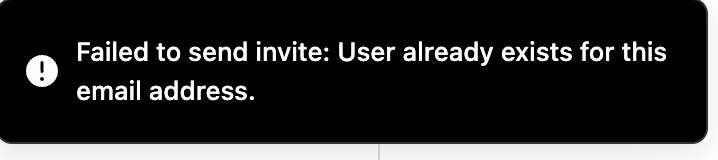 Failed to send invite: User already exists for this
email address.